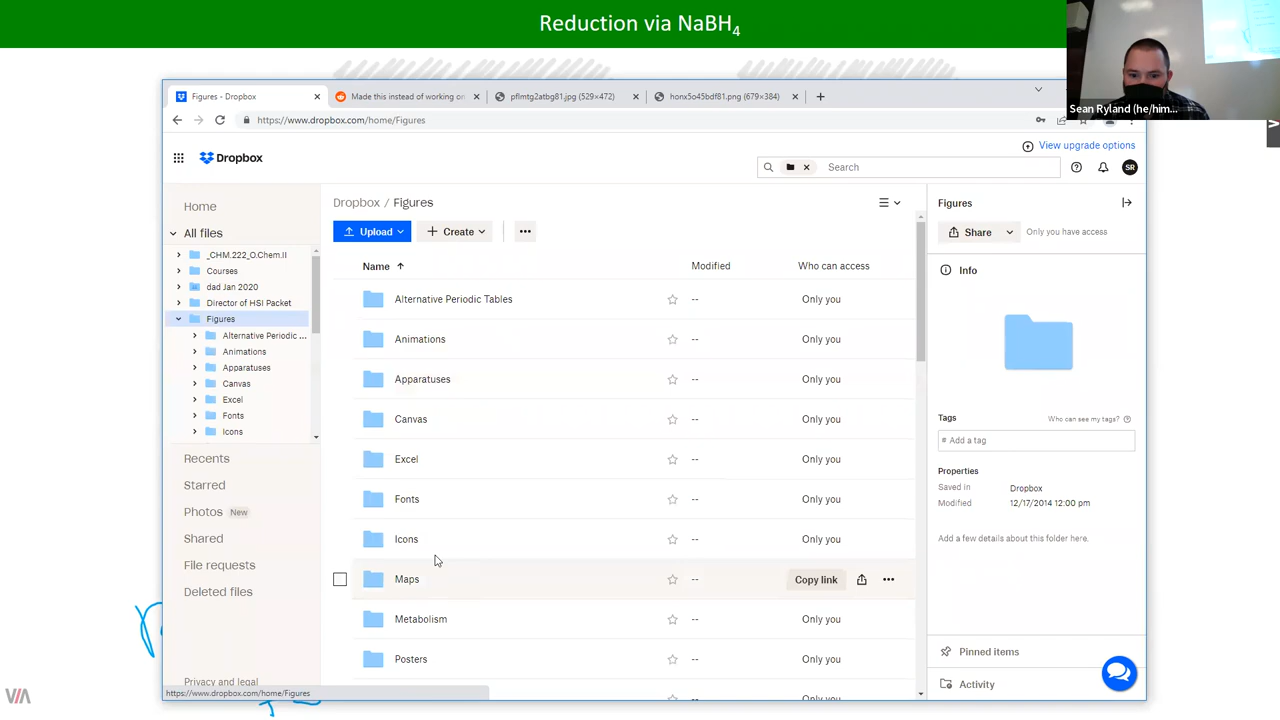 Reduction via NaBH4
Sean Ryland (he/him...
Figures - Dropbox
Made this instead of working on
pflmtg2atbg81.jpg (529×472)
honx5o45bdf81.png (679×384)
https://www.dropbox.com/home/Figures
View upgrade options
Dropbox
Search
SR
Home
All files
_CHM.222_O.Chem.II
Courses
dad Jan 2020
Director of HSI Packet
Figures
Alternative Periodic ...
Animations
Apparatuses
Canvas
Excel
Fonts
Icons
Recents
Starred
Photos New
Shared
File requests
Deleted files
Privacy and legal
https://www.dropbox.com/home/Figures
Dropbox / Figures
Upload
Create
Name Modified Who can access
Alternative Periodic Tables -- Only you
Animations -- Only you
Apparatuses -- Only you
Canvas -- Only you
Excel -- Only you
Fonts -- Only you
Icons -- Only you
Maps -- Copy link
Metabolism -- Only you
Posters -- Only you
-- Only you
Figures
Share Only you have access
Info
Tags Who can see my tags?
# Add a tag
Properties
Saved in Dropbox
Modified 12/17/2014 12:00 pm
Add a few details about this folder here.
Pinned items
Activity
VIA